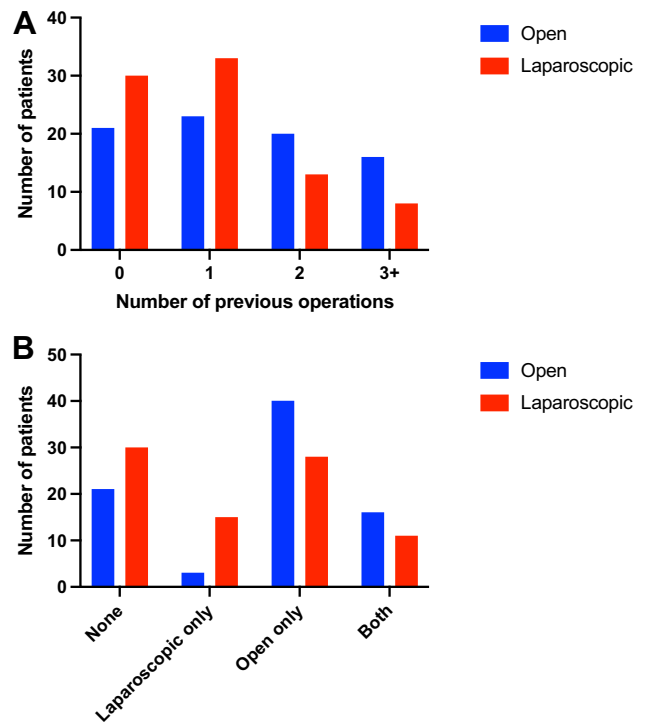 A
Number of patients
40
30
20
10
0
0 1 2 3+
Number of previous operations
Open
Laparoscopic
B
Number of patients
50
40
30
20
10
0
None
Laparoscopic only
Open only
Both
Open
Laparoscopic